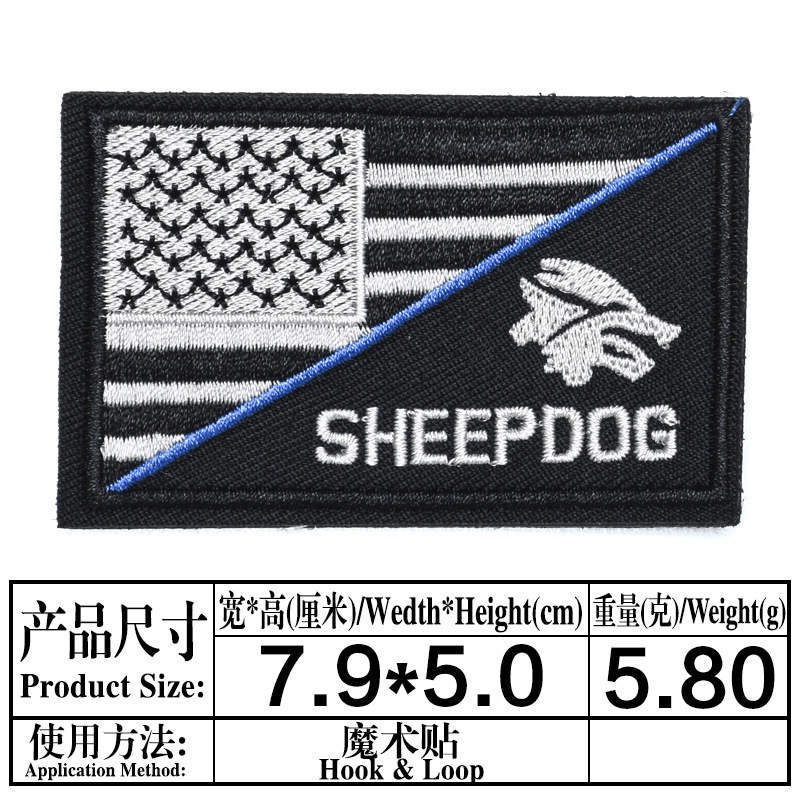 SHEEPDOG
产品尺寸
Product Size:
宽*高(厘米)/Wedth*Height(cm)
7.9*5.0
重量(克)/Weight(g)
5.80
使用方法:
Application Method:
魔术贴
Hook & Loop